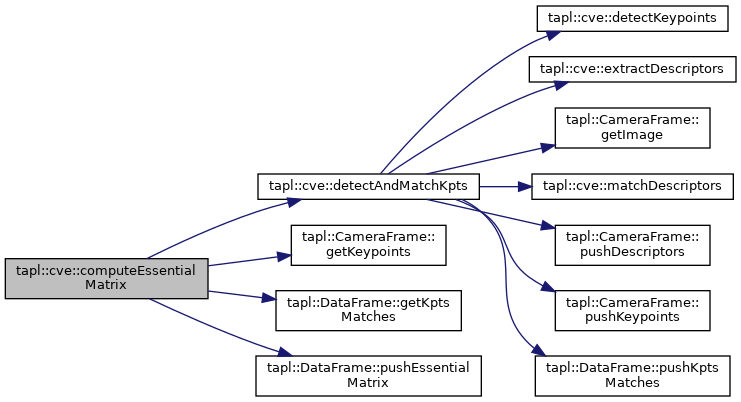 tapl::cve::computeEssential
Matrix
tapl::cve::detectAndMatchKpts
tapl::CameraFrame::
getKeypoints
tapl::DataFrame::getKpts
Matches
tapl::DataFrame::pushEssential
Matrix
tapl::cve::detectKeypoints
tapl::cve::extractDescriptors
tapl::CameraFrame::
getImage
tapl::cve::matchDescriptors
tapl::CameraFrame::
pushDescriptors
tapl::CameraFrame::
pushKeypoints
tapl::DataFrame::pushKpts
Matches